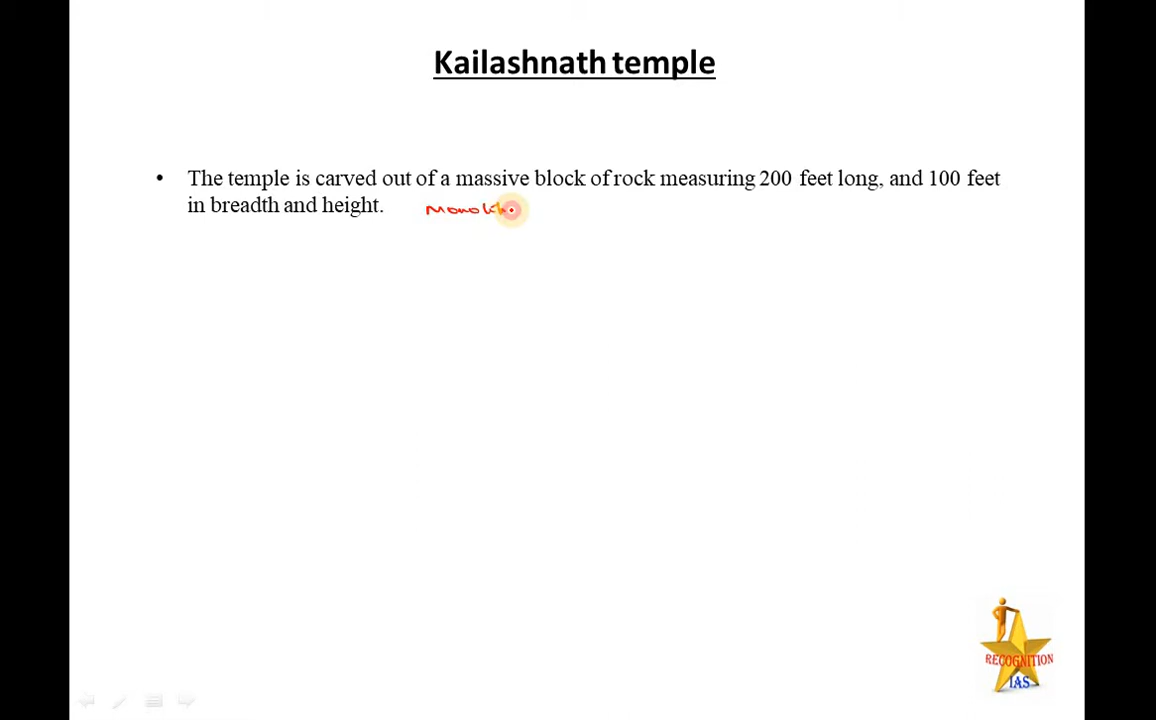 Kailashnath temple
• The temple is carved out of a massive block of rock measuring 200 feet long, and 100 feet
in breadth and height.
RECOGNITION
IAS